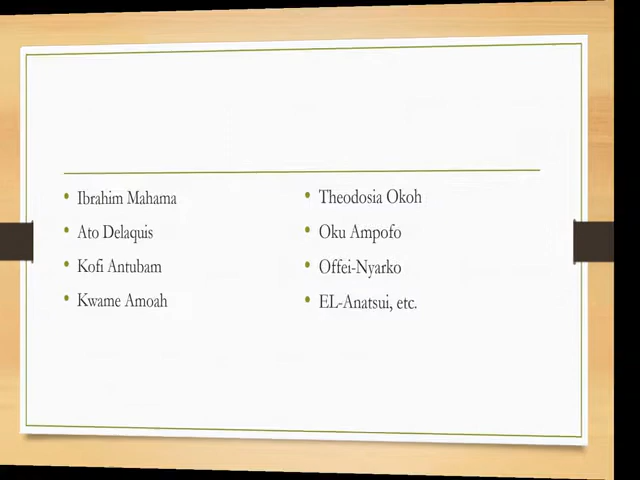 • Ibrahim Mahama
• Ato Delaquis
• Kofi Antubam
• Kwame Amoah
• Theodosia Okoh
• Oku Ampofo
• Offei-Nyarko
• EL-Anatsui, etc.